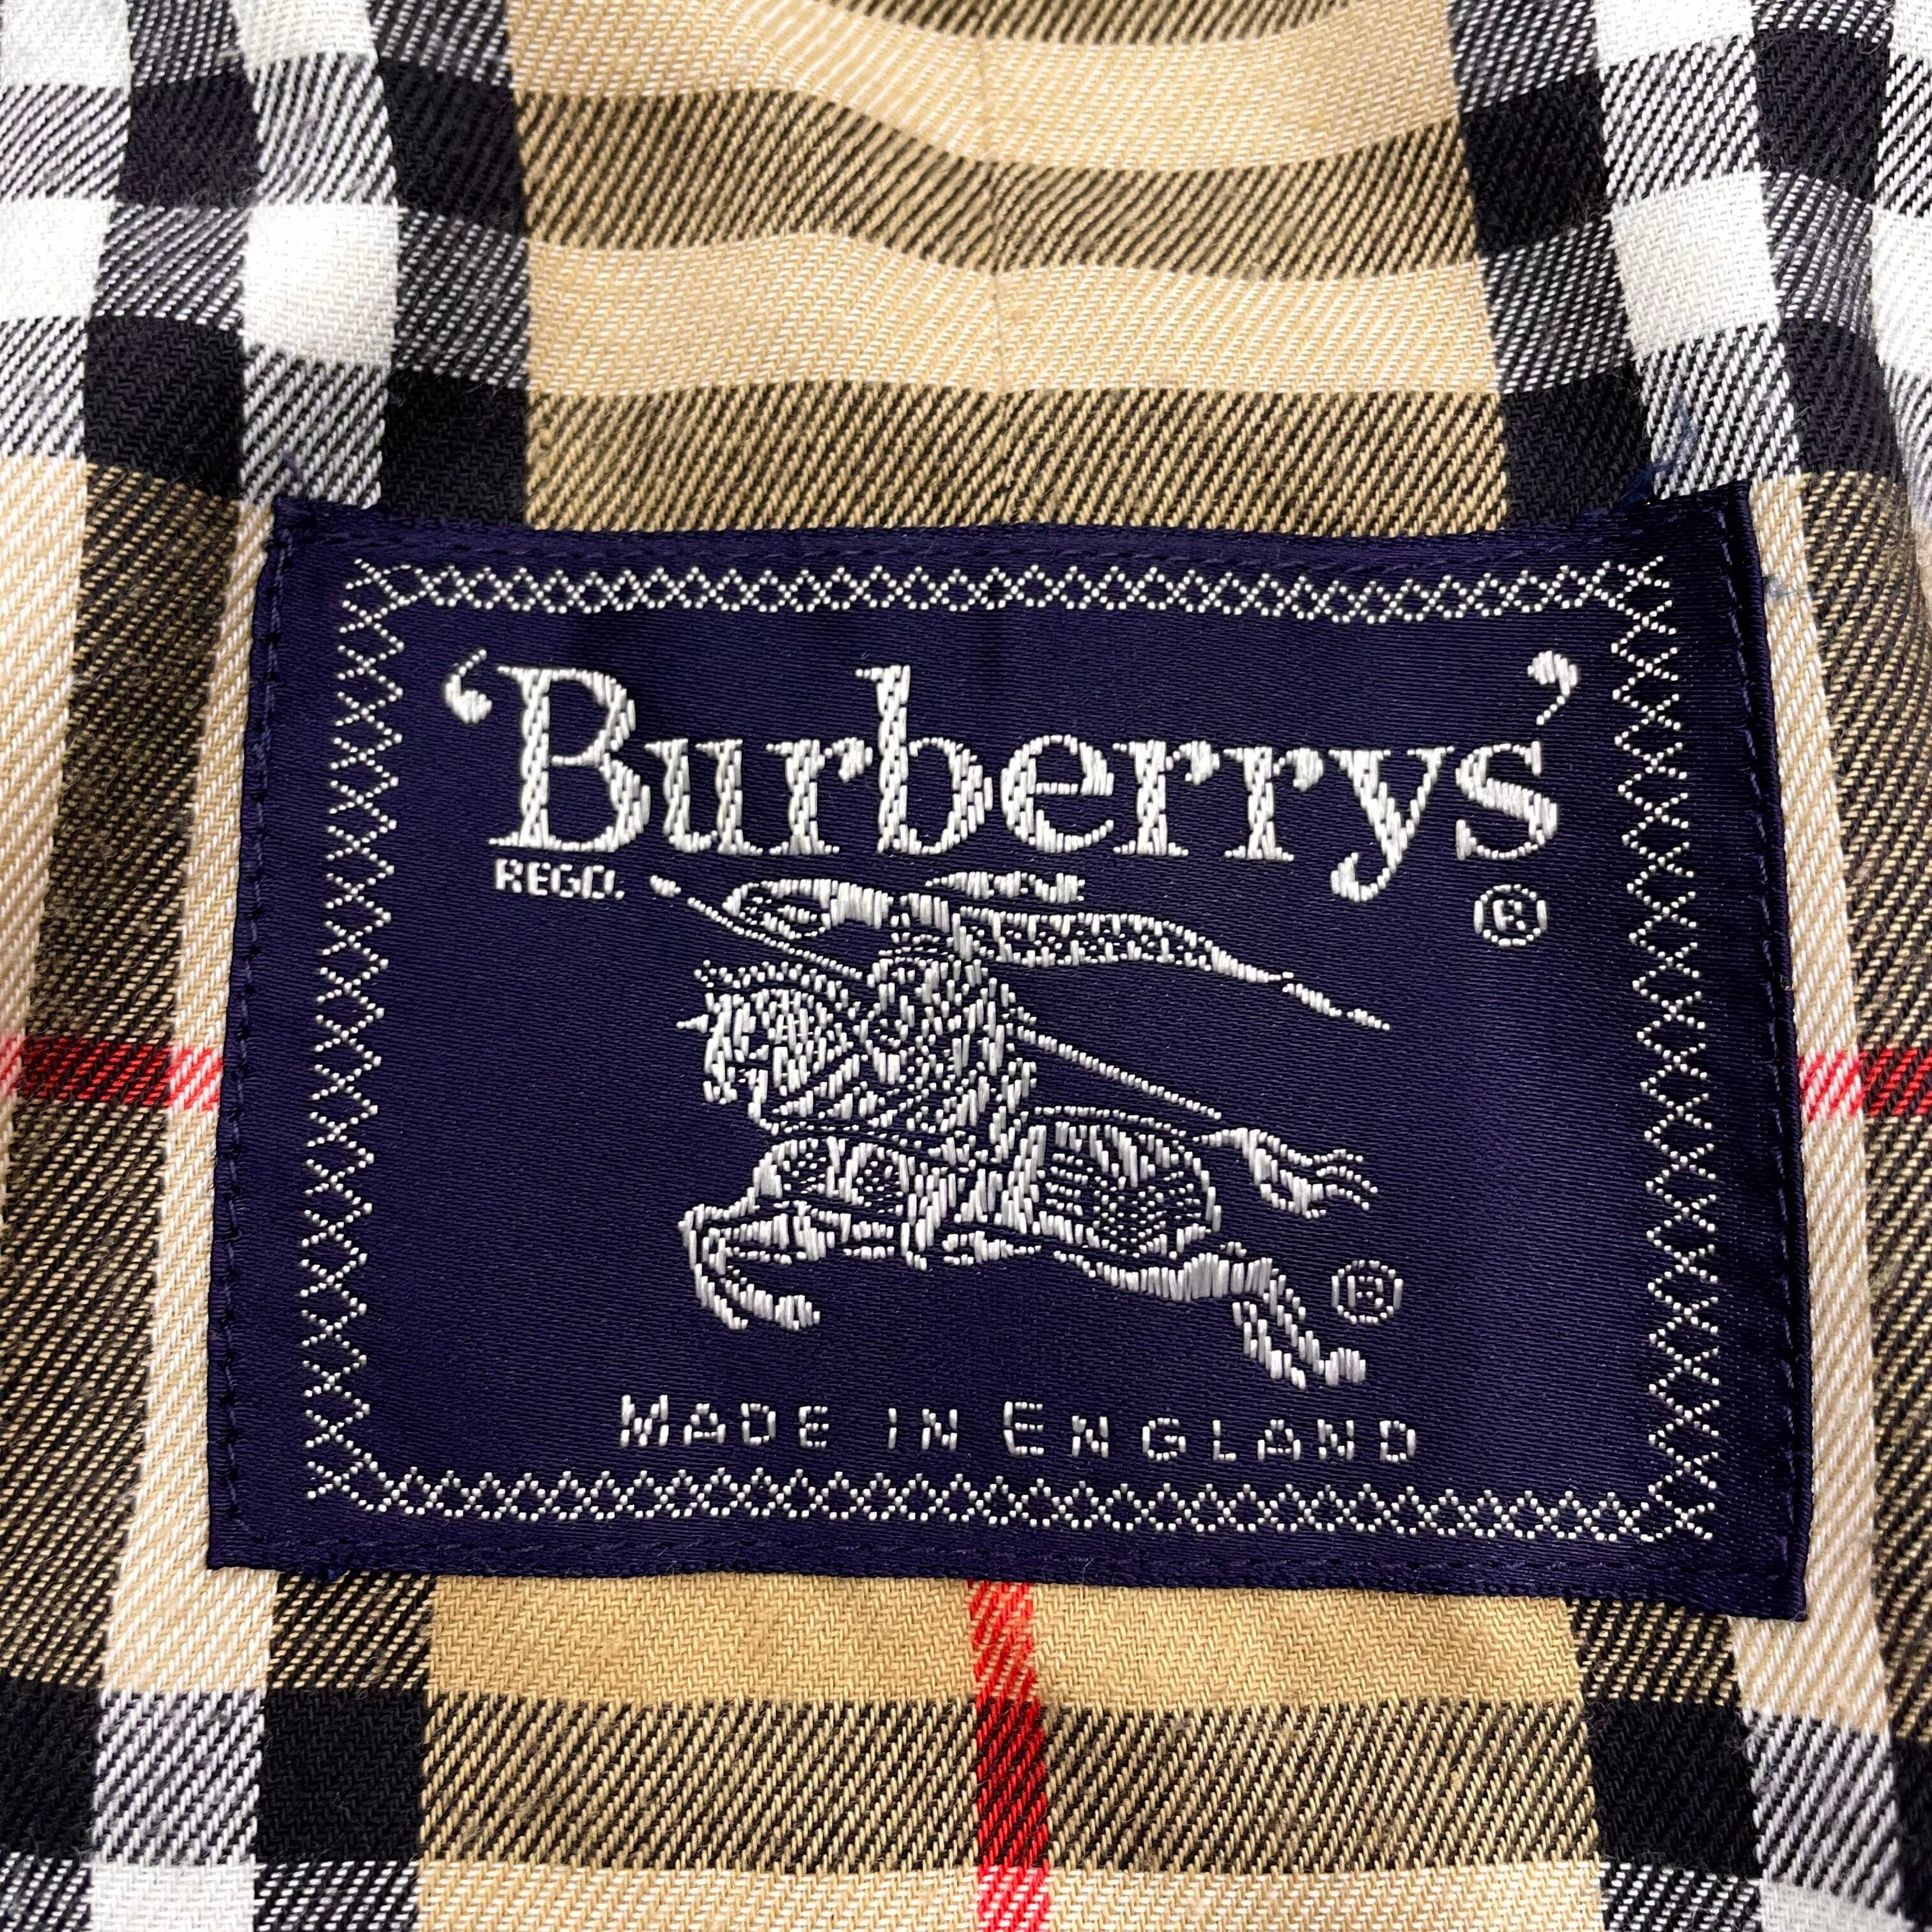 ‘Burberrys’
REGD. ®
®
MADE IN ENGLAND